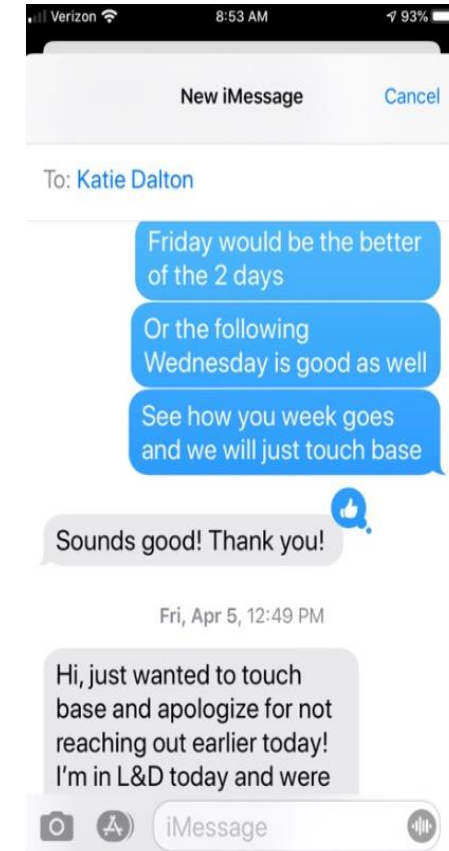 Verizon 8:53 AM 93%
New iMessage Cancel
To: Katie Dalton
Friday would be the better
of the 2 days
Or the following
Wednesday is good as well
See how you week goes
and we will just touch base
Sounds good! Thank you!
Fri, Apr 5, 12:49 PM
Hi, just wanted to touch
base and apologize for not
reaching out earlier today!
I'm in L&D today and were
iMessage